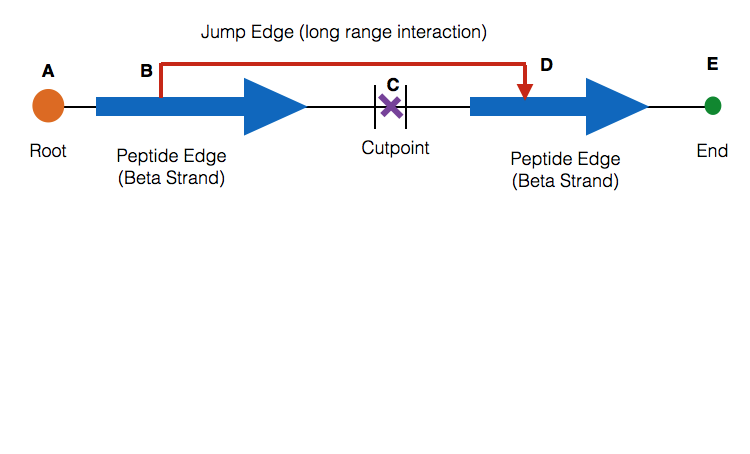 Jump Edge (long range interaction)
A
B
C
D
E
Root
Peptide Edge
(Beta Strand)
Cutpoint
Peptide Edge
(Beta Strand)
End